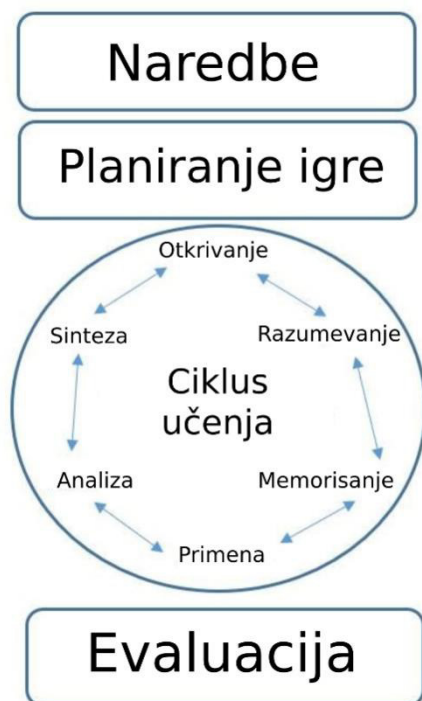 Naredbe
Planiranje igre
Otkrivanje
Sinteza
Razumevanje
Ciklus
učenja
Analiza
Memorisanje
Primena
Evaluacija